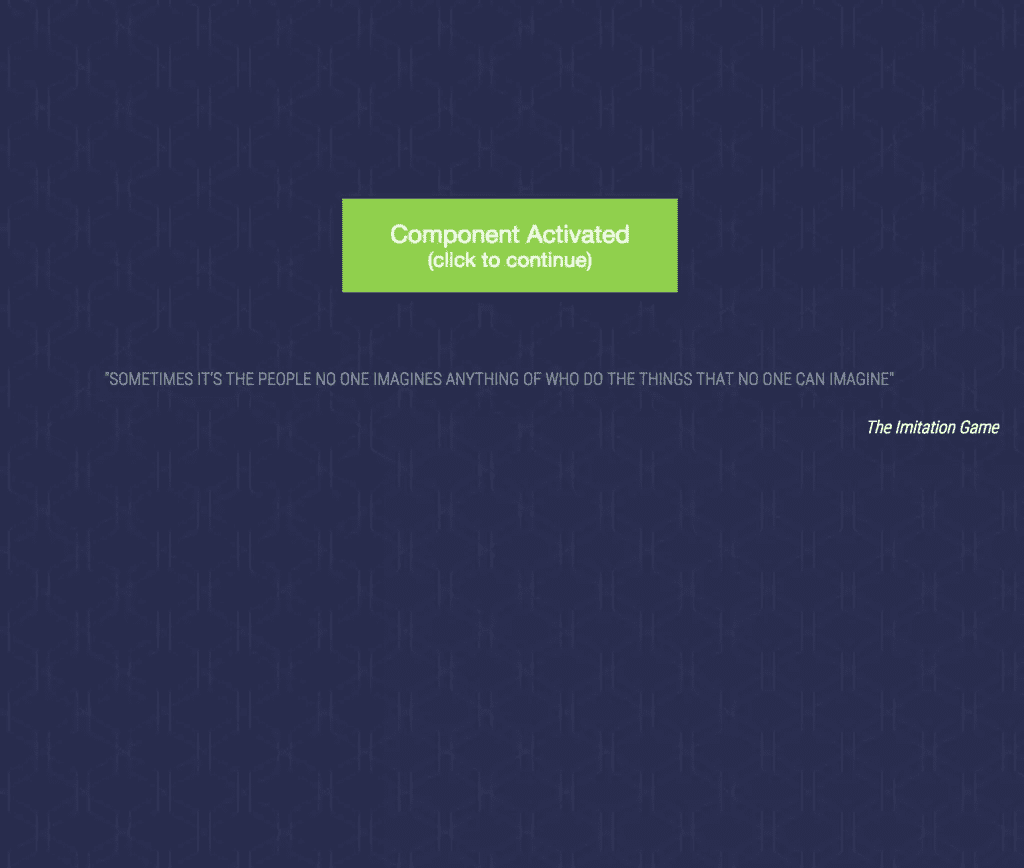 Component Activated
(click to continue)
"SOMETIMES IT'S THE PEOPLE NO ONE IMAGINES ANYTHING OF WHO DO THE THINGS THAT NO ONE CAN IMAGINE"
The Imitation Game